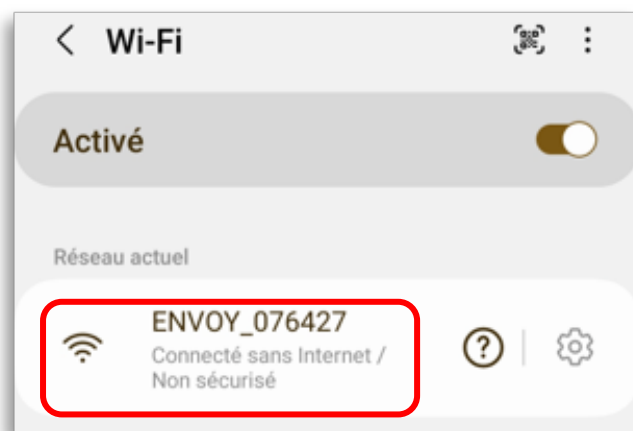 Wi-Fi
Activé
Réseau actuel
ENVOY_076427
Connecté sans Internet /
Non sécurisé